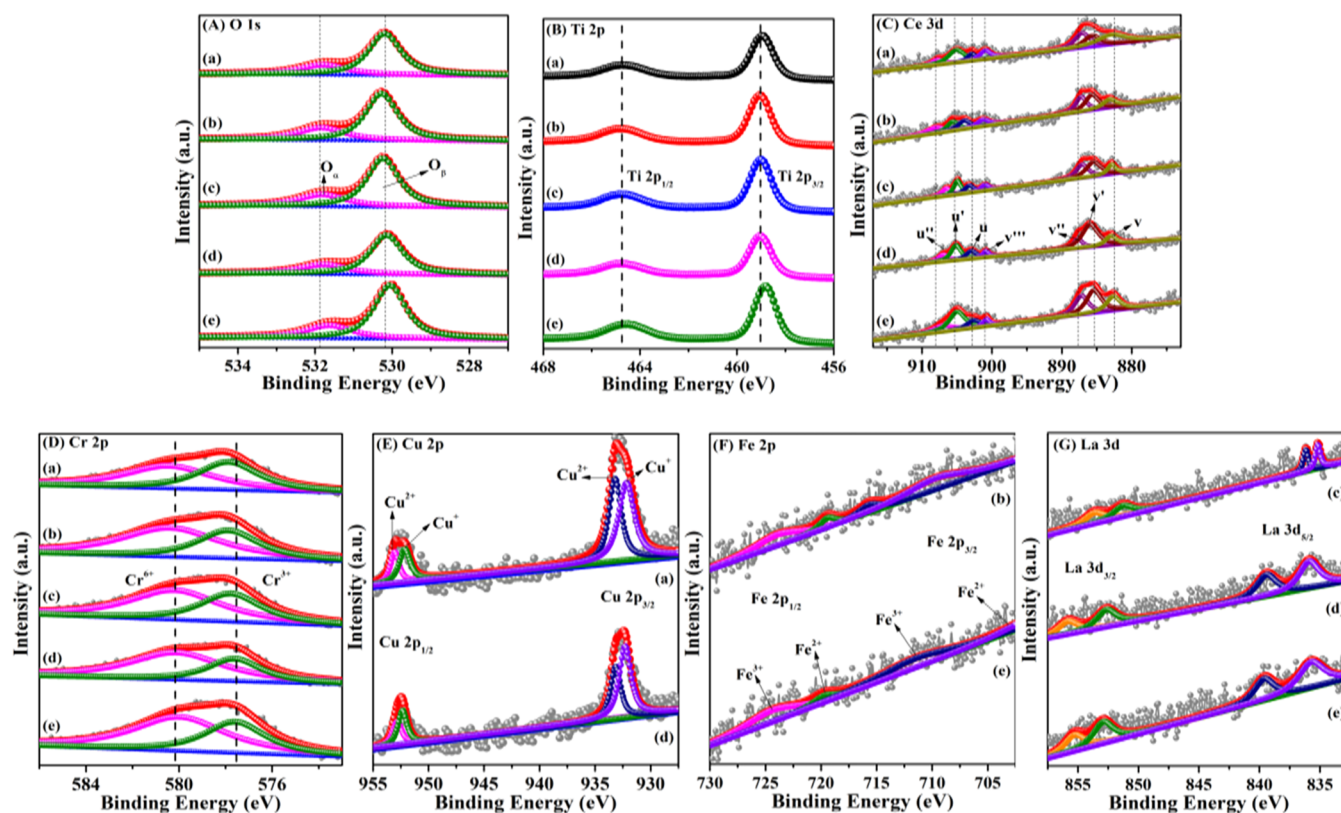 (A) O 1s
(a)
(b)
(c)
(d)
(e)
Oα
Oβ
534 532 530 528
Binding Energy (eV)
Intensity (a.u.)
(B) Ti 2p
(a)
(b)
(c)
(d)
(e)
Ti 2p1/2
Ti 2p3/2
468 464 460 456
Binding Energy (eV)
Intensity (a.u.)
(C) Ce 3d
(a)
(b)
(c)
(d)
(e)
u'' u' u v''' v'' v' v
910 900 890 880
Binding Energy (eV)
Intensity (a.u.)
(D) Cr 2p
(a)
(b)
(c)
(d)
(e)
Cr6+
Cr3+
584 580 576
Binding Energy (eV)
Intensity (a.u.)
(E) Cu 2p
Cu2+
Cu+
Cu2+
Cu+
(a)
Cu 2p3/2
Cu 2p1/2
(d)
955 950 945 940 935 930
Binding Energy (eV)
Intensity (a.u.)
(F) Fe 2p
(b)
Fe 2p3/2
Fe 2p1/2
Fe2+
Fe3+
Fe2+
Fe3+
(e)
730 724 719 713 708 703
Binding Energy (eV)
Intensity (a.u.)
(G) La 3d
(c)
La 3d5/2
La 3d3/2
(d)
(e)
855 850 845 840 835
Binding Energy (eV)
Intensity (a.u.)